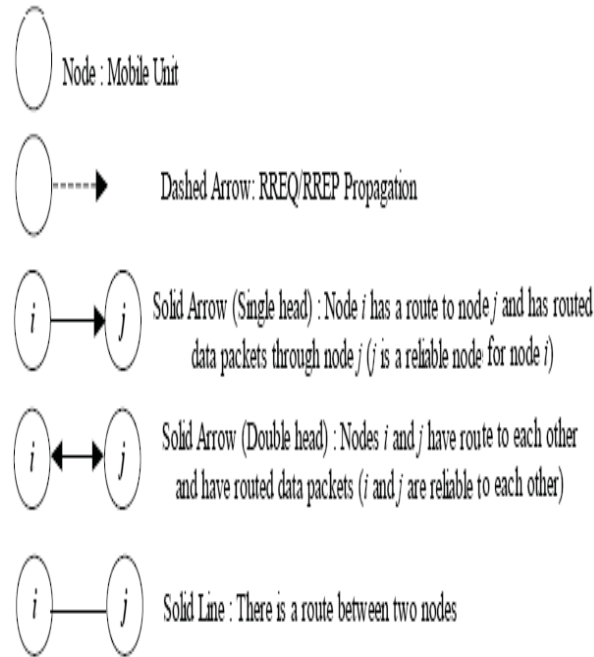 Node : Mobile Unit
Dashed Arrow: RREQ/RREP Propagation
i j Solid Arrow (Single head) : Node i has a route to node j and has routed
data packets through node j (j is a reliable node for node i)
i j Solid Arrow (Double head) : Nodes i and j have route to each other
and have routed data packets (i and j are reliable to each other)
i j Solid Line : There is a route between two nodes